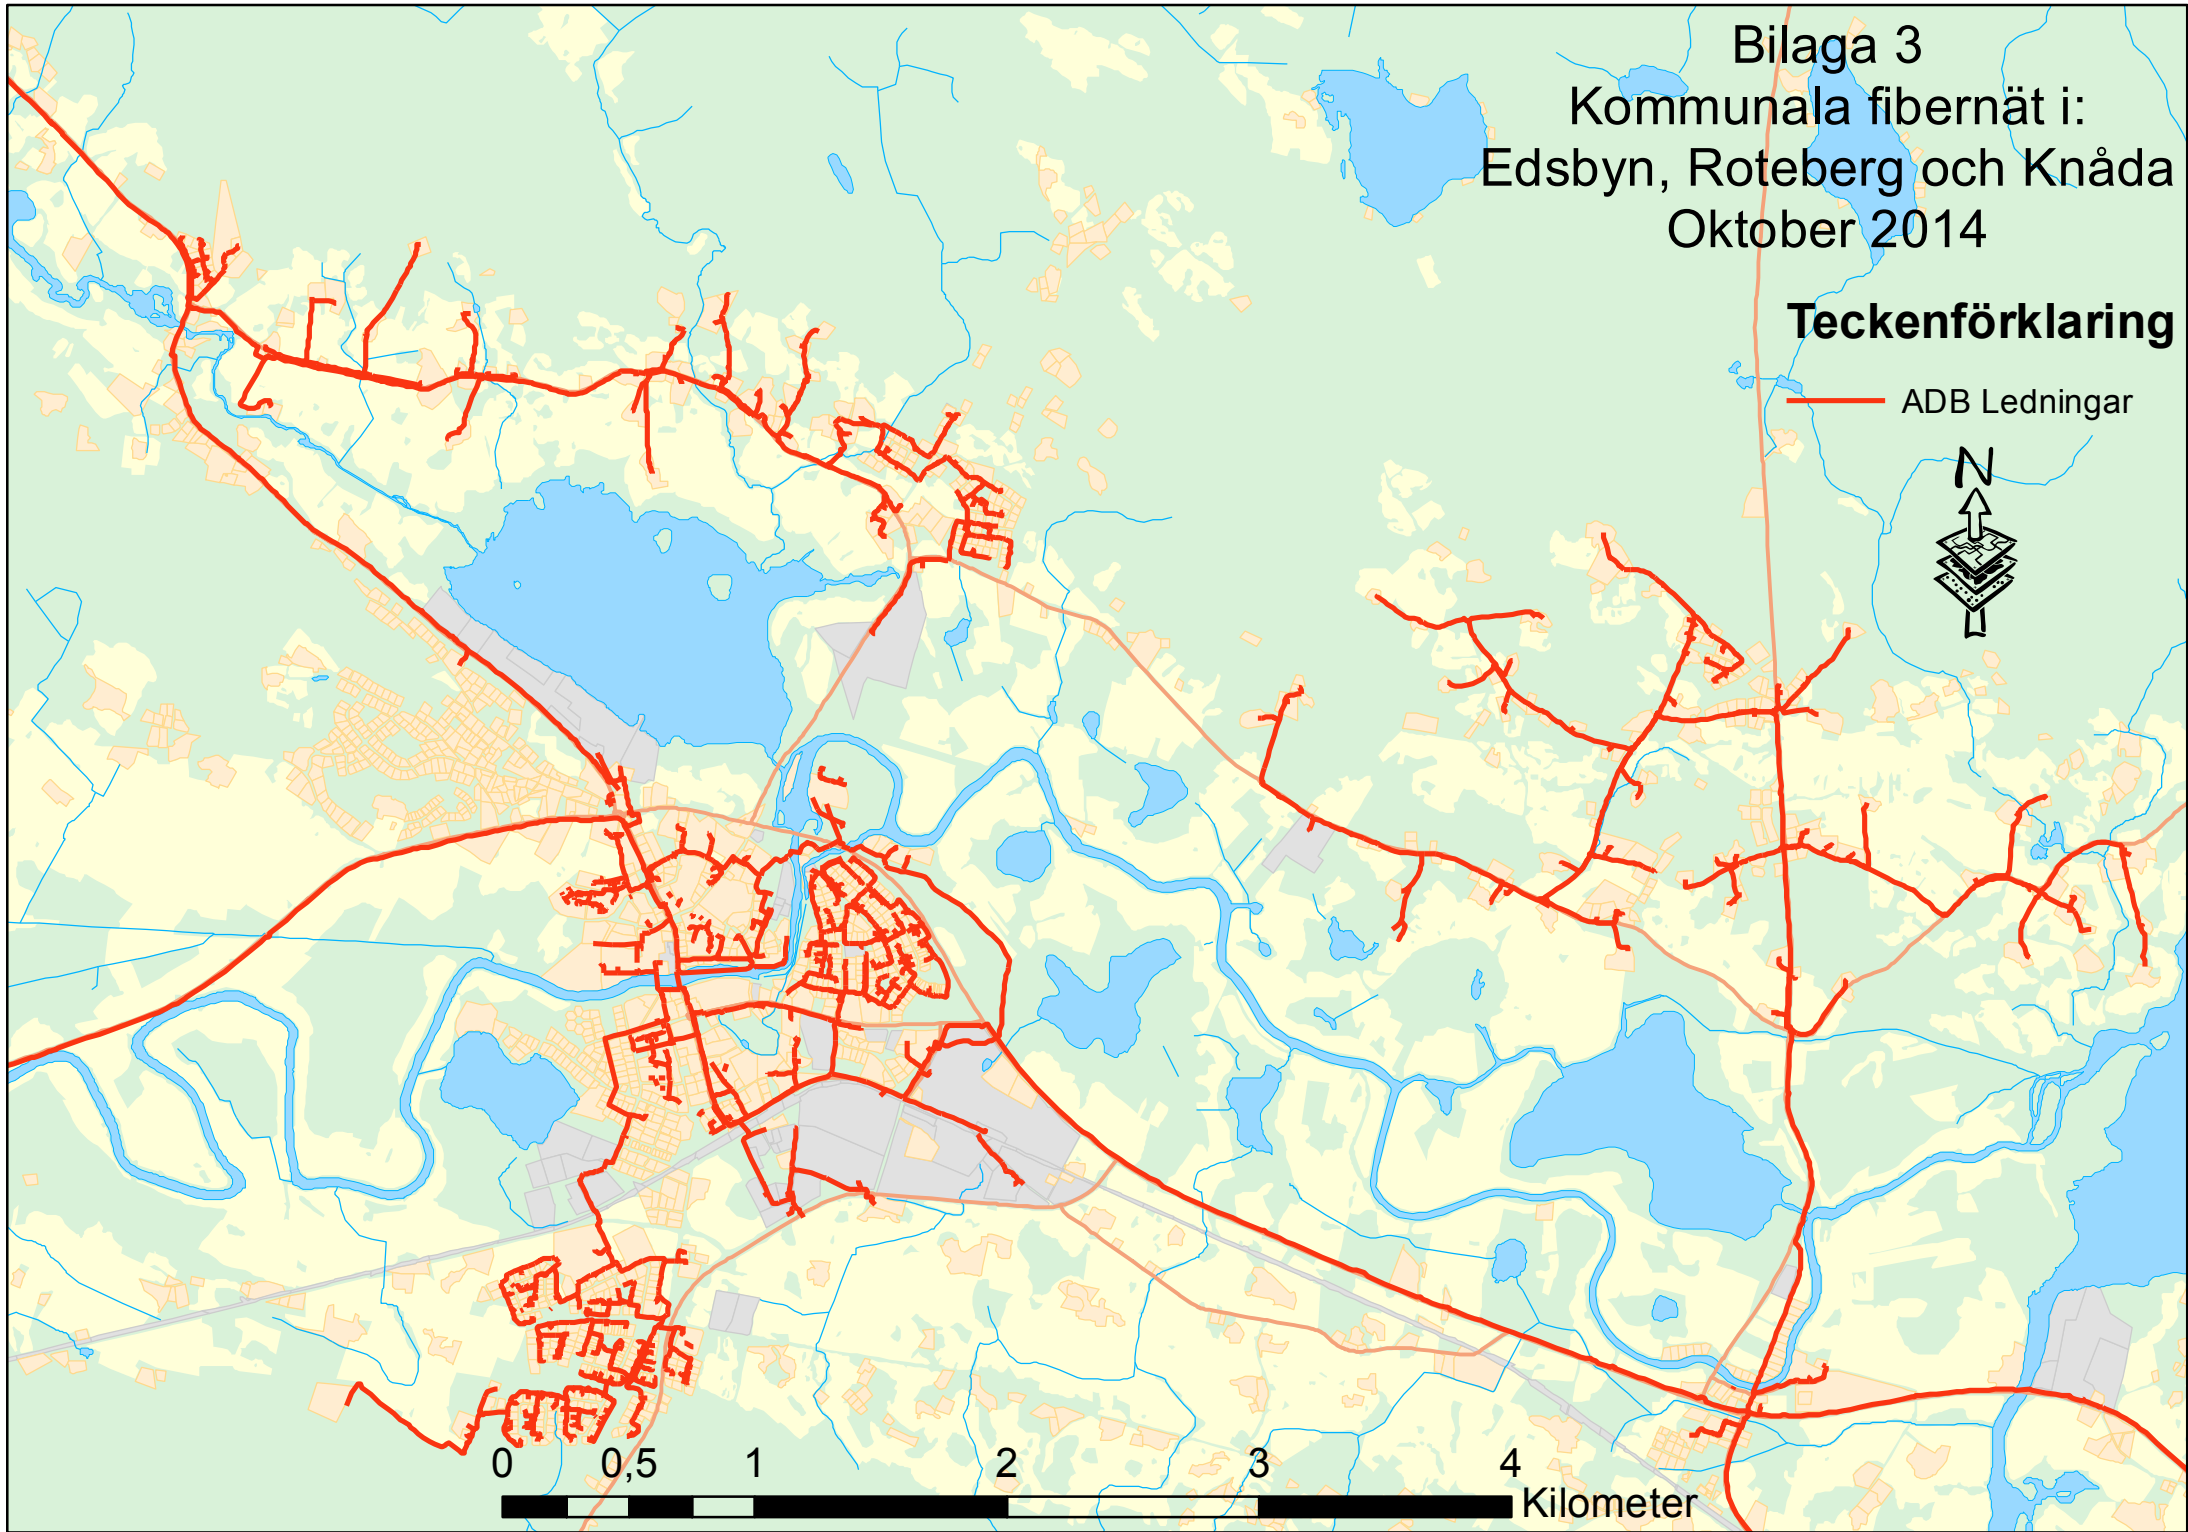 Bilaga 3
Kommunala fibernät i:
Edsbyn, Roteberg och Knåda
Oktober 2014
Teckenförklaring
ADB Ledningar
N
0 0,5 1 2 3 4
Kilometer